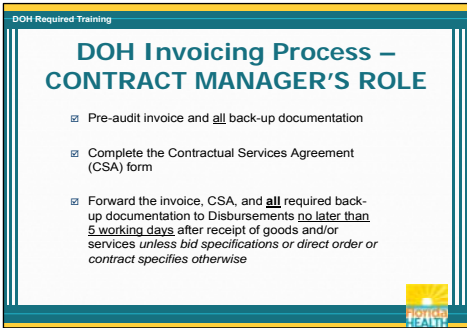 DOH Required Training
DOH Invoicing Process –
CONTRACT MANAGER'S ROLE
Pre-audit invoice and all back-up documentation
Complete the Contractual Services Agreement
(CSA) form
Forward the invoice, CSA, and all required back-
up documentation to Disbursements no later than
5 working days after receipt of goods and/or
services unless bid specifications or direct order or
contract specifies otherwise
Florida
HEALTH